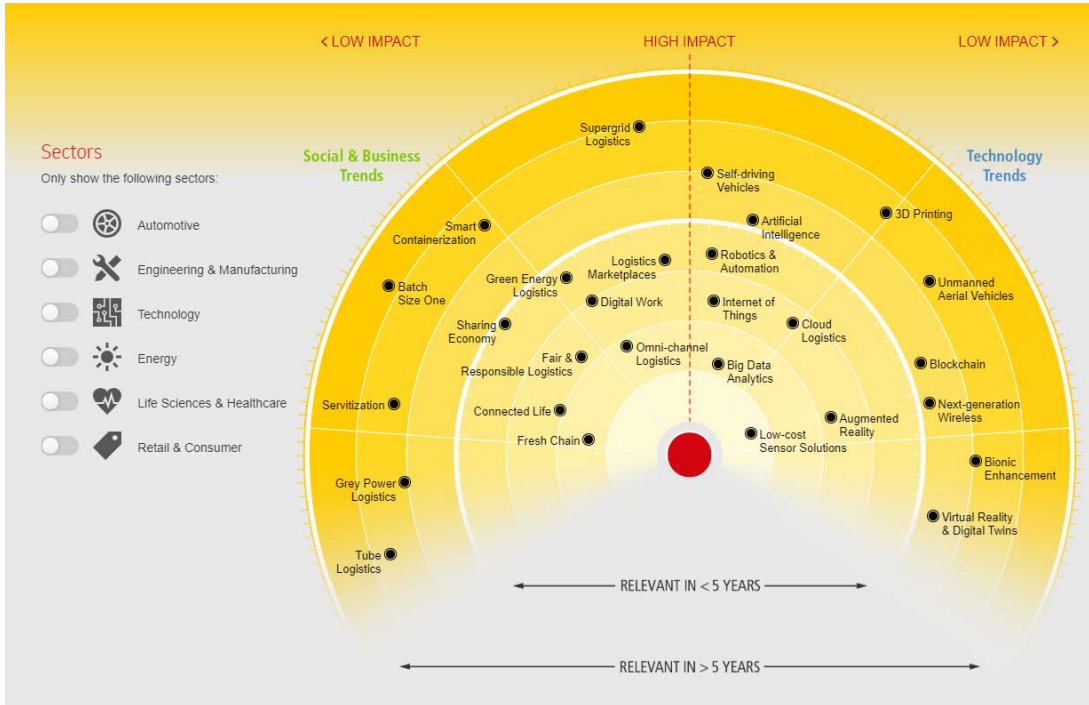 < LOW IMPACT
HIGH IMPACT
LOW IMPACT >
Sectors
Only show the following sectors:
Automotive
Engineering & Manufacturing
Technology
Energy
Life Sciences & Healthcare
Retail & Consumer
Social & Business
Trends
Technology
Trends
Supergrid
Logistics
Smart
Containerization
Batch
Size One
Green Energy
Logistics
Logistics
Marketplaces
Digital Work
Sharing
Economy
Omni-channel
Logistics
Fair &
Responsible Logistics
Servitization
Connected Life
Fresh Chain
Grey Power
Logistics
Tube
Logistics
Self-driving
Vehicles
3D Printing
Artificial
Intelligence
Robotics &
Automation
Unmanned
Aerial Vehicles
Internet of
Things
Cloud
Logistics
Big Data
Analytics
Blockchain
Next-generation
Wireless
Augmented
Reality
Low-cost
Sensor Solutions
Bionic
Enhancement
Virtual Reality
& Digital Twins
RELEVANT IN < 5 YEARS
RELEVANT IN > 5 YEARS